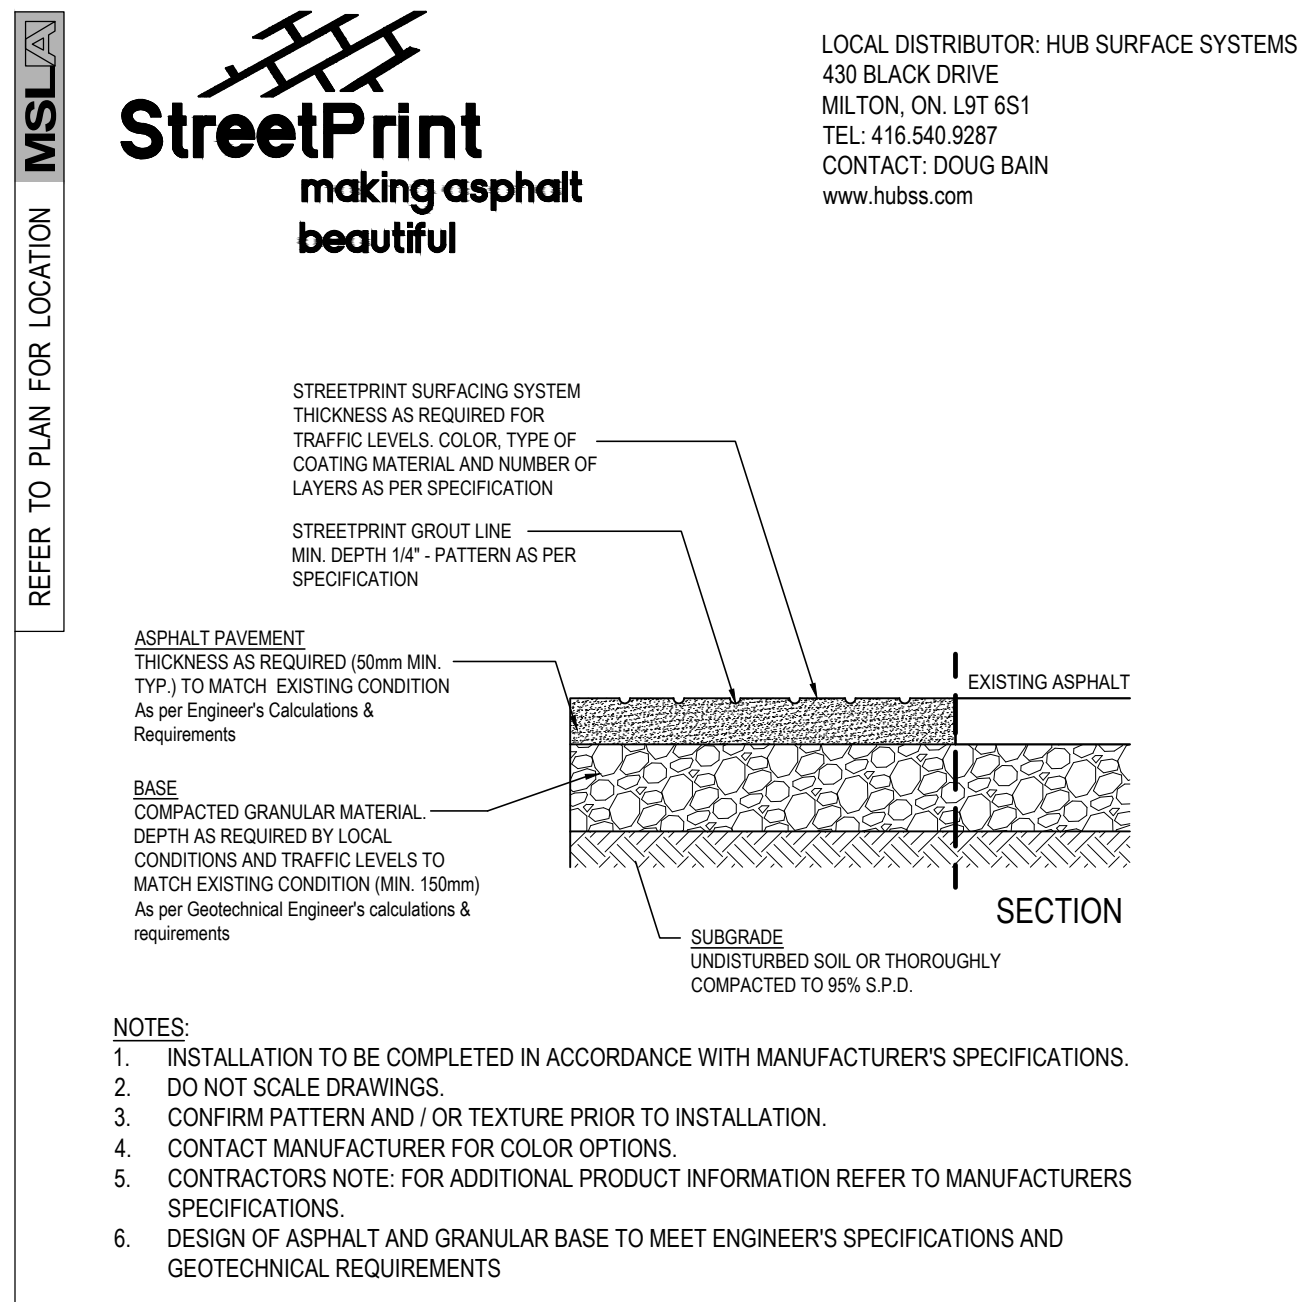 MSLA
REFER TO PLAN FOR LOCATION
StreetPrint
making asphalt
beautiful
LOCAL DISTRIBUTOR: HUB SURFACE SYSTEMS
430 BLACK DRIVE
MILTON, ON. L9T 6S1
TEL: 416.540.9287
CONTACT: DOUG BAIN
www.hubss.com
STREETPRINT SURFACING SYSTEM
THICKNESS AS REQUIRED FOR
TRAFFIC LEVELS. COLOR, TYPE OF
COATING MATERIAL AND NUMBER OF
LAYERS AS PER SPECIFICATION
STREETPRINT GROUT LINE
MIN. DEPTH 1/4" - PATTERN AS PER
SPECIFICATION
ASPHALT PAVEMENT
THICKNESS AS REQUIRED (50mm MIN.
TYP.) TO MATCH EXISTING CONDITION
As per Engineer's Calculations &
Requirements
EXISTING ASPHALT
BASE
COMPACTED GRANULAR MATERIAL.
DEPTH AS REQUIRED BY LOCAL
CONDITIONS AND TRAFFIC LEVELS TO
MATCH EXISTING CONDITION (MIN. 150mm)
As per Geotechnical Engineer's calculations &
requirements
SECTION
SUBGRADE
UNDISTURBED SOIL OR THOROUGHLY
COMPACTED TO 95% S.P.D.
NOTES:
1. INSTALLATION TO BE COMPLETED IN ACCORDANCE WITH MANUFACTURER'S SPECIFICATIONS.
2. DO NOT SCALE DRAWINGS.
3. CONFIRM PATTERN AND / OR TEXTURE PRIOR TO INSTALLATION.
4. CONTACT MANUFACTURER FOR COLOR OPTIONS.
5. CONTRACTORS NOTE: FOR ADDITIONAL PRODUCT INFORMATION REFER TO MANUFACTURERS
SPECIFICATIONS.
6. DESIGN OF ASPHALT AND GRANULAR BASE TO MEET ENGINEER'S SPECIFICATIONS AND
GEOTECHNICAL REQUIREMENTS